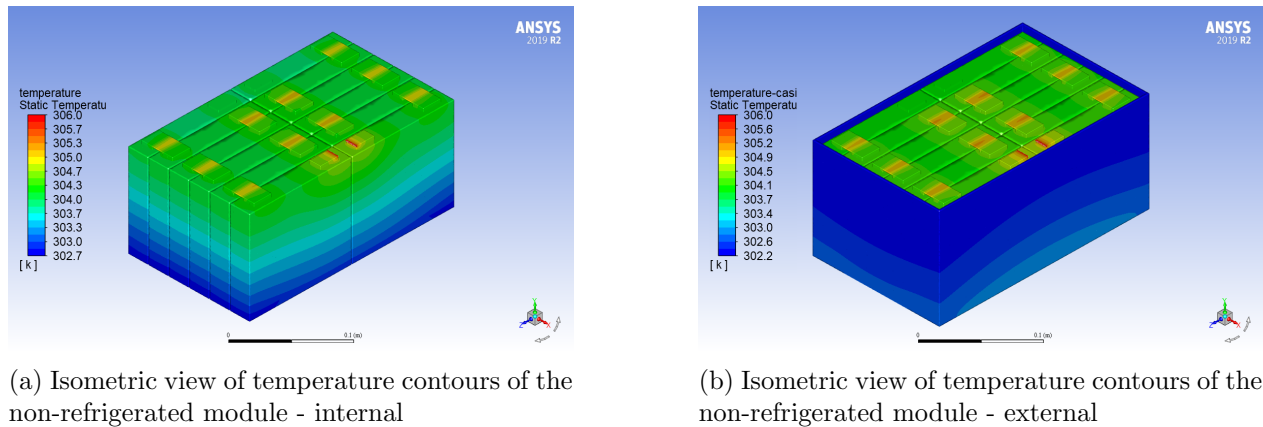 ANSYS
2019 R2
temperature
Static Temperatu
306.0
305.7
305.3
305.0
304.7
304.3
304.0
303.7
303.3
303.0
302.7
[ k ]
0
0.1 (m)
Y
Z
X
(a) Isometric view of temperature contours of the
non-refrigerated module - internal
ANSYS
2019 R2
temperature-casi
Static Temperatu
306.0
305.6
305.2
304.9
304.5
304.1
303.7
303.4
303.0
302.6
302.2
[ k ]
0
0.1 (m)
Y
Z
X
(b) Isometric view of temperature contours of the
non-refrigerated module - external